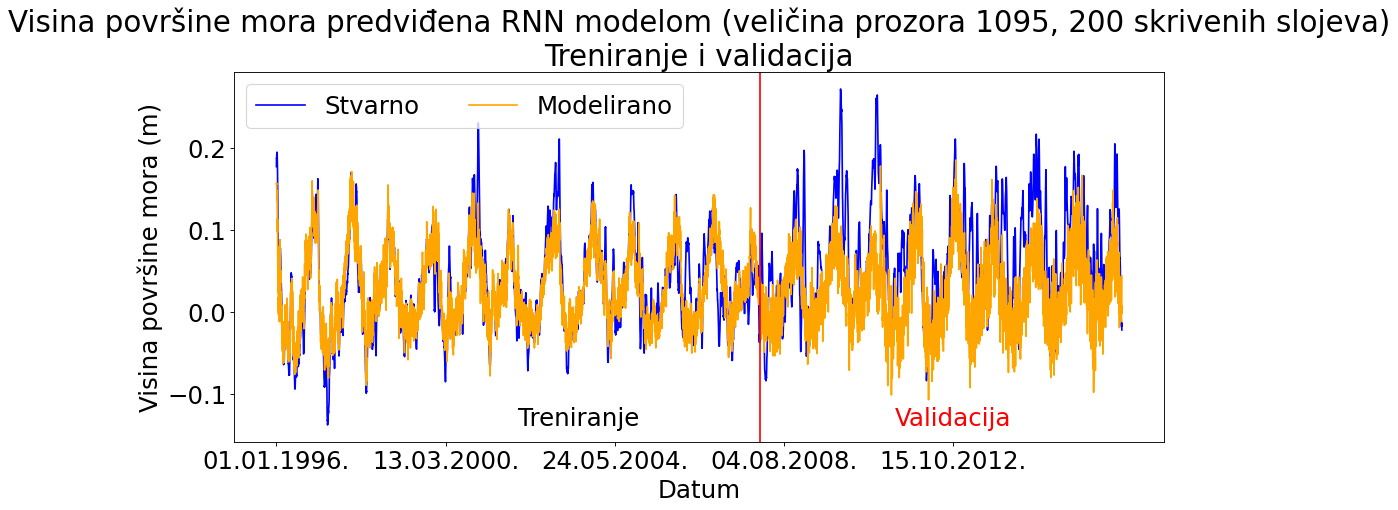 Visina površine mora predviđena RNN modelom (veličina prozora 1095, 200 skrivenih slojeva)
Treniranje i validacija
Stvarno
Modelirano
Visina površine mora (m)
0.2
0.1
0.0
−0.1
Treniranje
Validacija
01.01.1996.
13.03.2000.
24.05.2004.
04.08.2008.
15.10.2012.
Datum